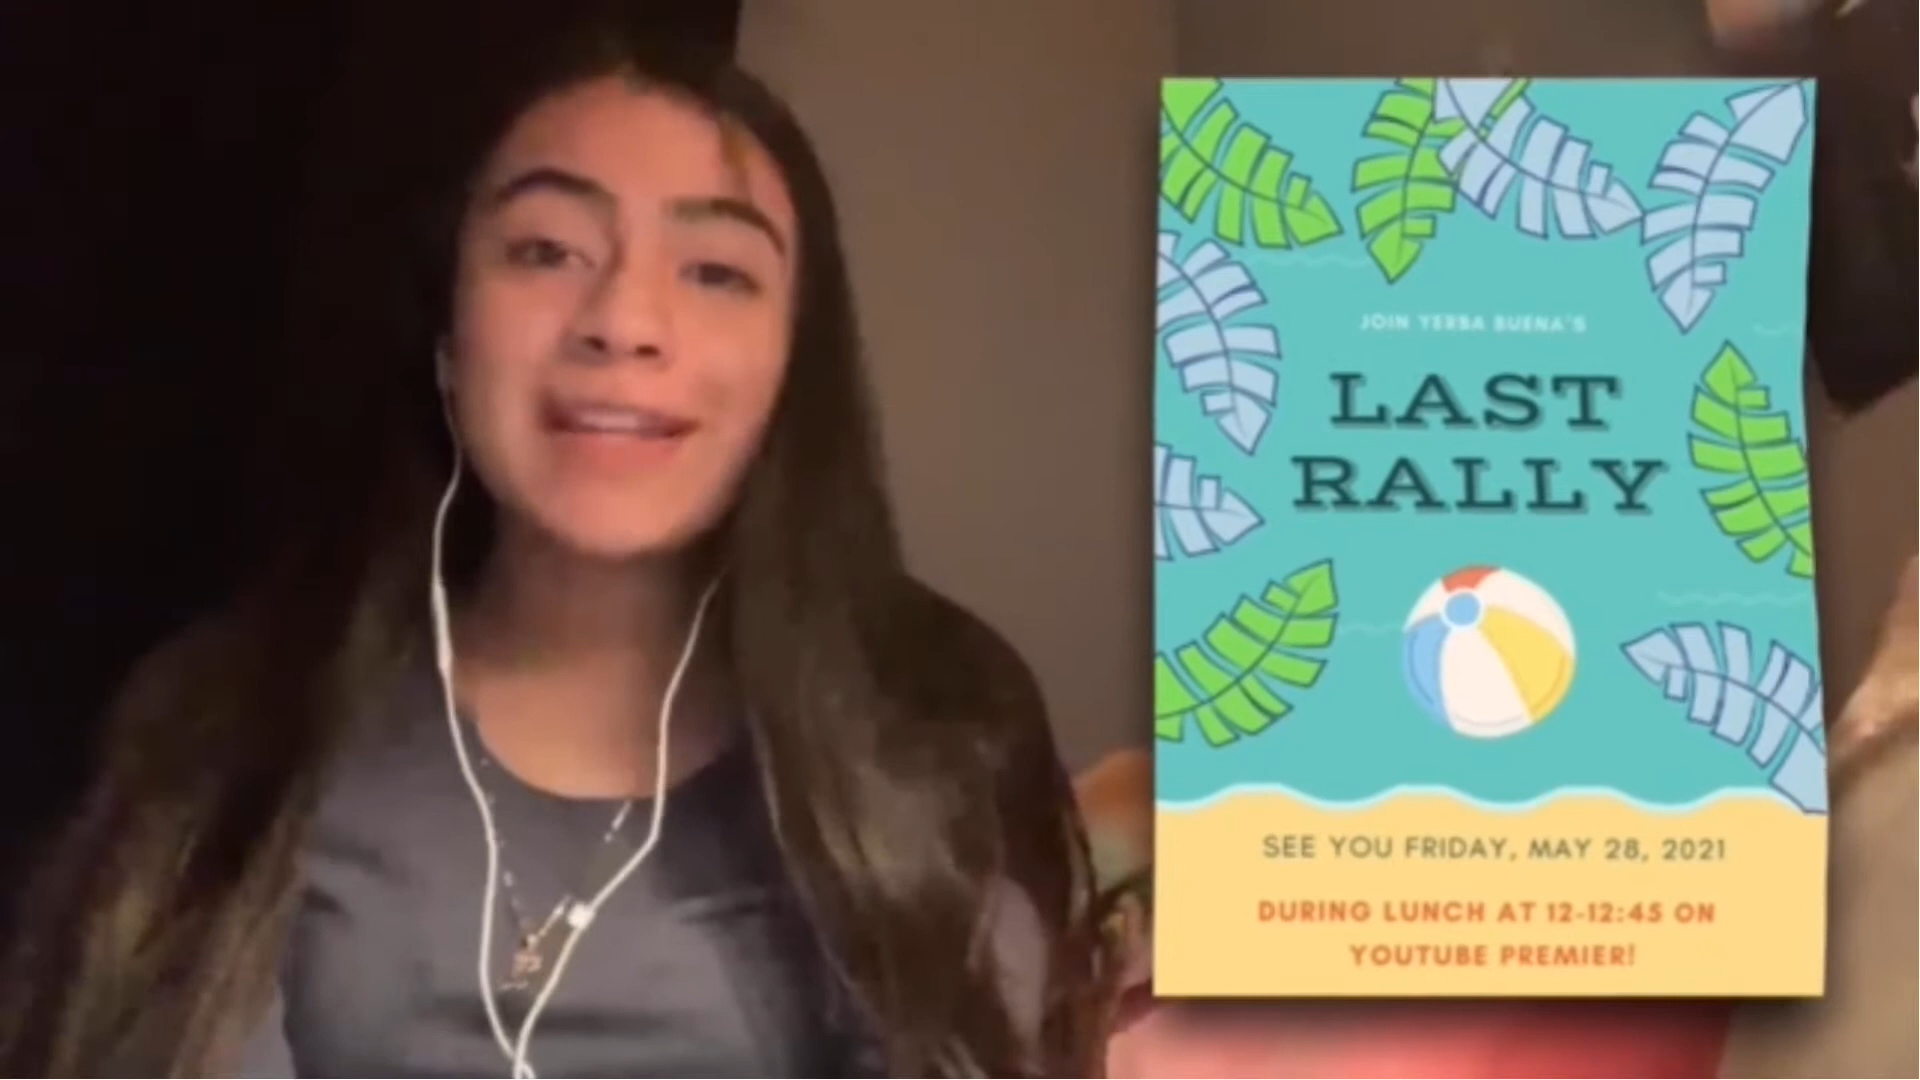 JOIN YERBA BUENA'S
LAST
RALLY
SEE YOU FRIDAY, MAY 28, 2021
DURING LUNCH AT 12-12:45 ON
YOUTUBE PREMIER!